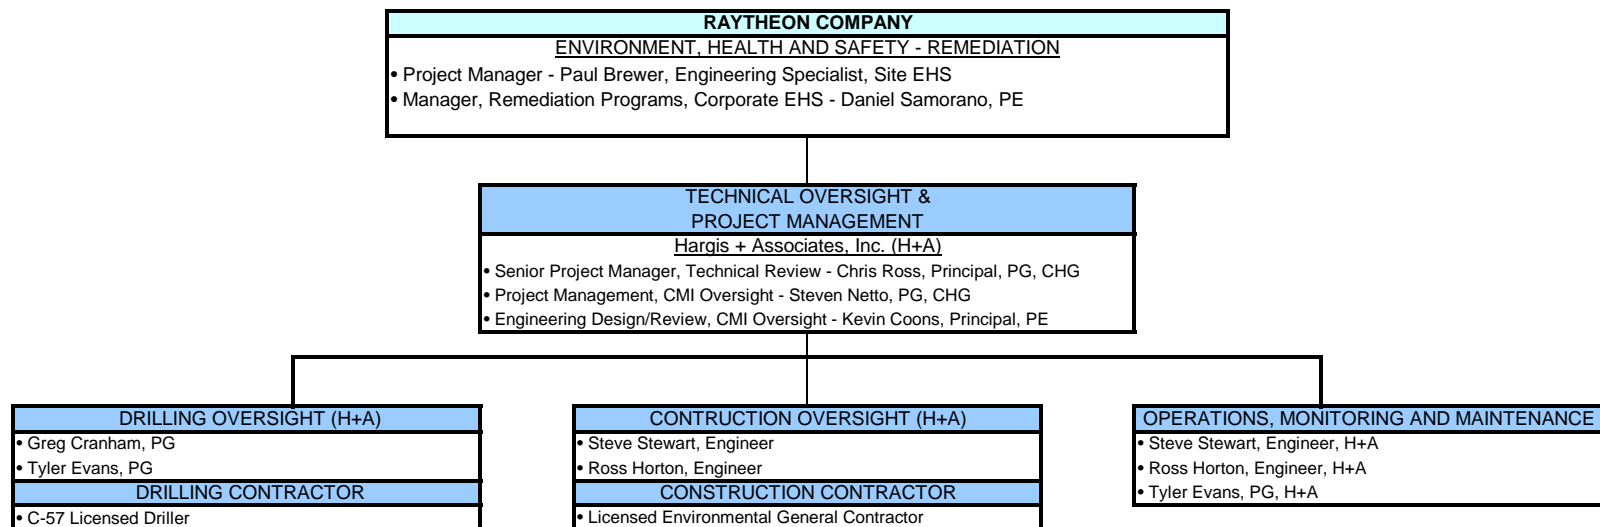 RAYTHEON COMPANY
ENVIRONMENT, HEALTH AND SAFETY - REMEDIATION
• Project Manager - Paul Brewer, Engineering Specialist, Site EHS
• Manager, Remediation Programs, Corporate EHS - Daniel Samorano, PE
TECHNICAL OVERSIGHT &
PROJECT MANAGEMENT
Hargis + Associates, Inc. (H+A)
• Senior Project Manager, Technical Review - Chris Ross, Principal, PG, CHG
• Project Management, CMI Oversight - Steven Netto, PG, CHG
• Engineering Design/Review, CMI Oversight - Kevin Coons, Principal, PE
DRILLING OVERSIGHT (H+A)
• Greg Cranham, PG
• Tyler Evans, PG
DRILLING CONTRACTOR
• C-57 Licensed Driller
CONTRUCTION OVERSIGHT (H+A)
• Steve Stewart, Engineer
• Ross Horton, Engineer
CONSTRUCTION CONTRACTOR
• Licensed Environmental General Contractor
OPERATIONS, MONITORING AND MAINTENANCE
• Steve Stewart, Engineer, H+A
• Ross Horton, Engineer, H+A
• Tyler Evans, PG, H+A